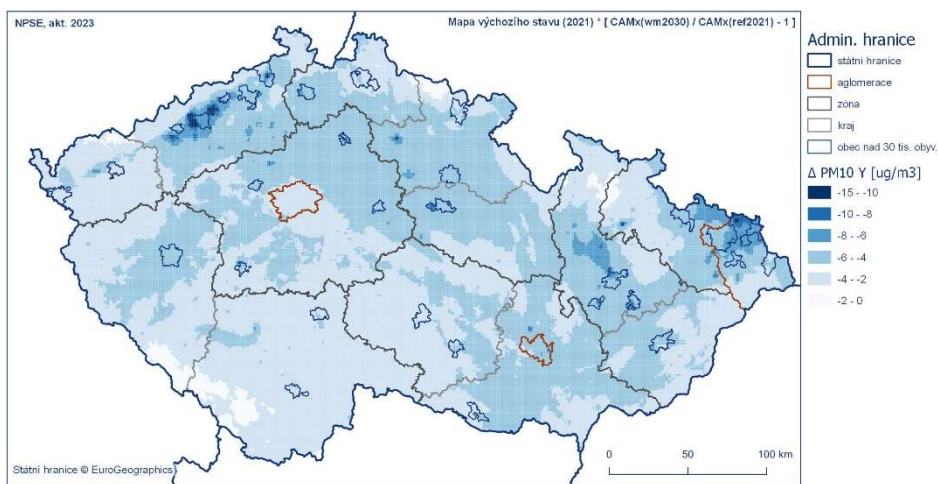 NPSE, akt. 2023
Mapa výchozího stavu (2021) * [ CAMx(wm2030) / CAMx(ref2021) - 1 ]
Admin. hranice
státní hranice
aglomerace
zóna
kraj
obec nad 30 tis. obyv.
Δ PM10 Y [ug/m3]
-15 - -10
-10 - -8
-8 - -6
-6 - -4
-4 - -2
-2 - 0
Státní hranice © EuroGeographics
0 50 100 km